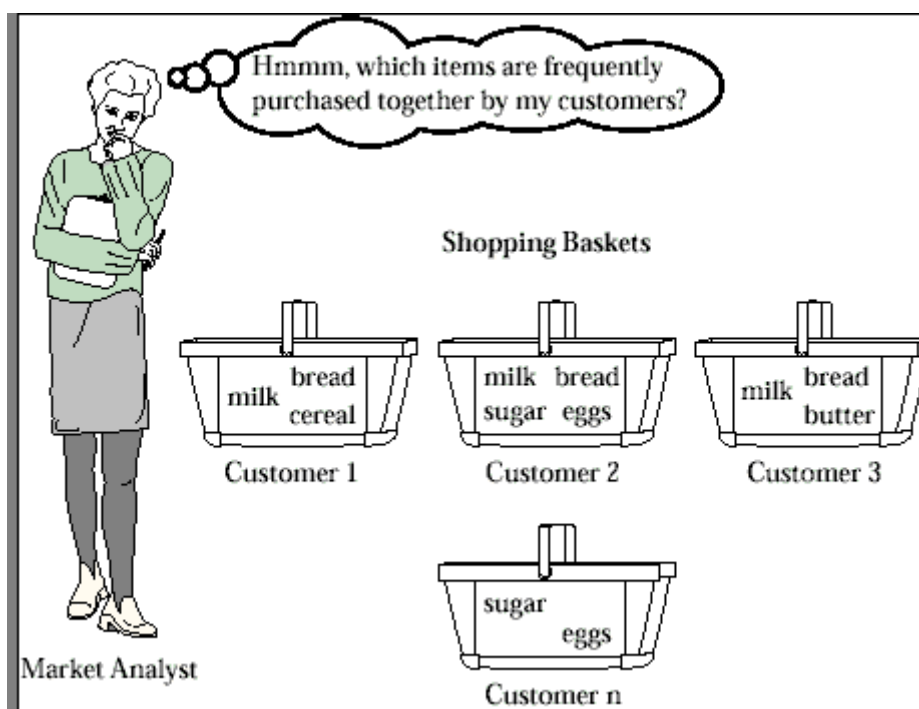 Hmmm, which items are frequently
purchased together by my customers?
Shopping Baskets
milk bread
cereal
Customer 1
milk bread
sugar eggs
Customer 2
milk bread
butter
Customer 3
sugar
eggs
Customer n
Market Analyst